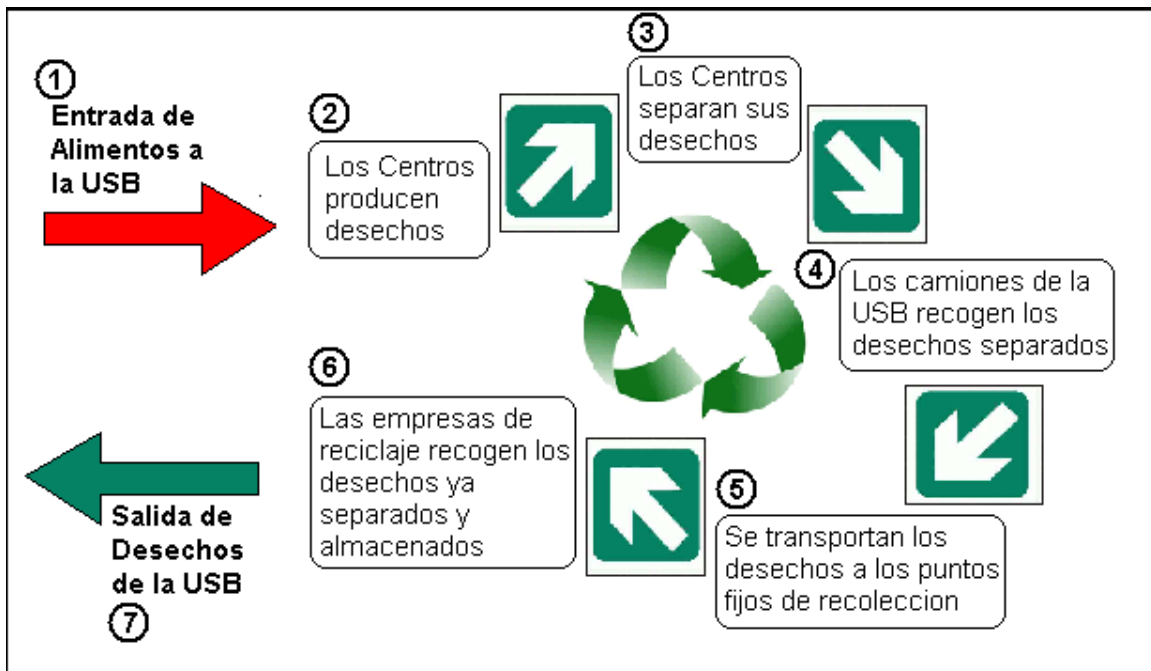 1
Entrada de
Alimentos a
la USB
2
Los Centros
producen
desechos
3
Los Centros
separan sus
desechos
4
Los camiones de la
USB recogen los
desechos separados
5
Se transportan los
desechos a los puntos
fijos de recoleccion
6
Las empresas de
reciclaje recogen los
desechos ya
separados y
almacenados
Salida de
Desechos
de la USB
7